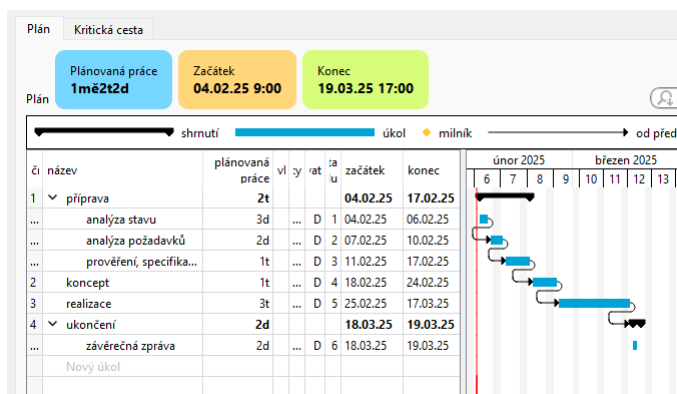 Plán Kritická cesta
Plánovaná práce
1mě2t2d
Začátek
04.02.25 9:00
Konec
19.03.25 17:00
Plán
shrnutí úkol milník od před
čí název plánovaná práce vl :y 'at :a lu začátek konec
únor 2025 březen 2025
6 7 8 9 10 11 12 13
1 příprava 2t 04.02.25 17.02.25
... analýza stavu 3d ... D 1 04.02.25 06.02.25
... analýza požadavků 2d ... D 2 07.02.25 10.02.25
... prověření, specifika... 1t ... D 3 11.02.25 17.02.25
2 koncept 1t ... D 4 18.02.25 24.02.25
3 realizace 3t ... D 5 25.02.25 17.03.25
4 ukončení 2d 18.03.25 19.03.25
... závěrečná zpráva 2d ... D 6 18.03.25 19.03.25
Nový úkol